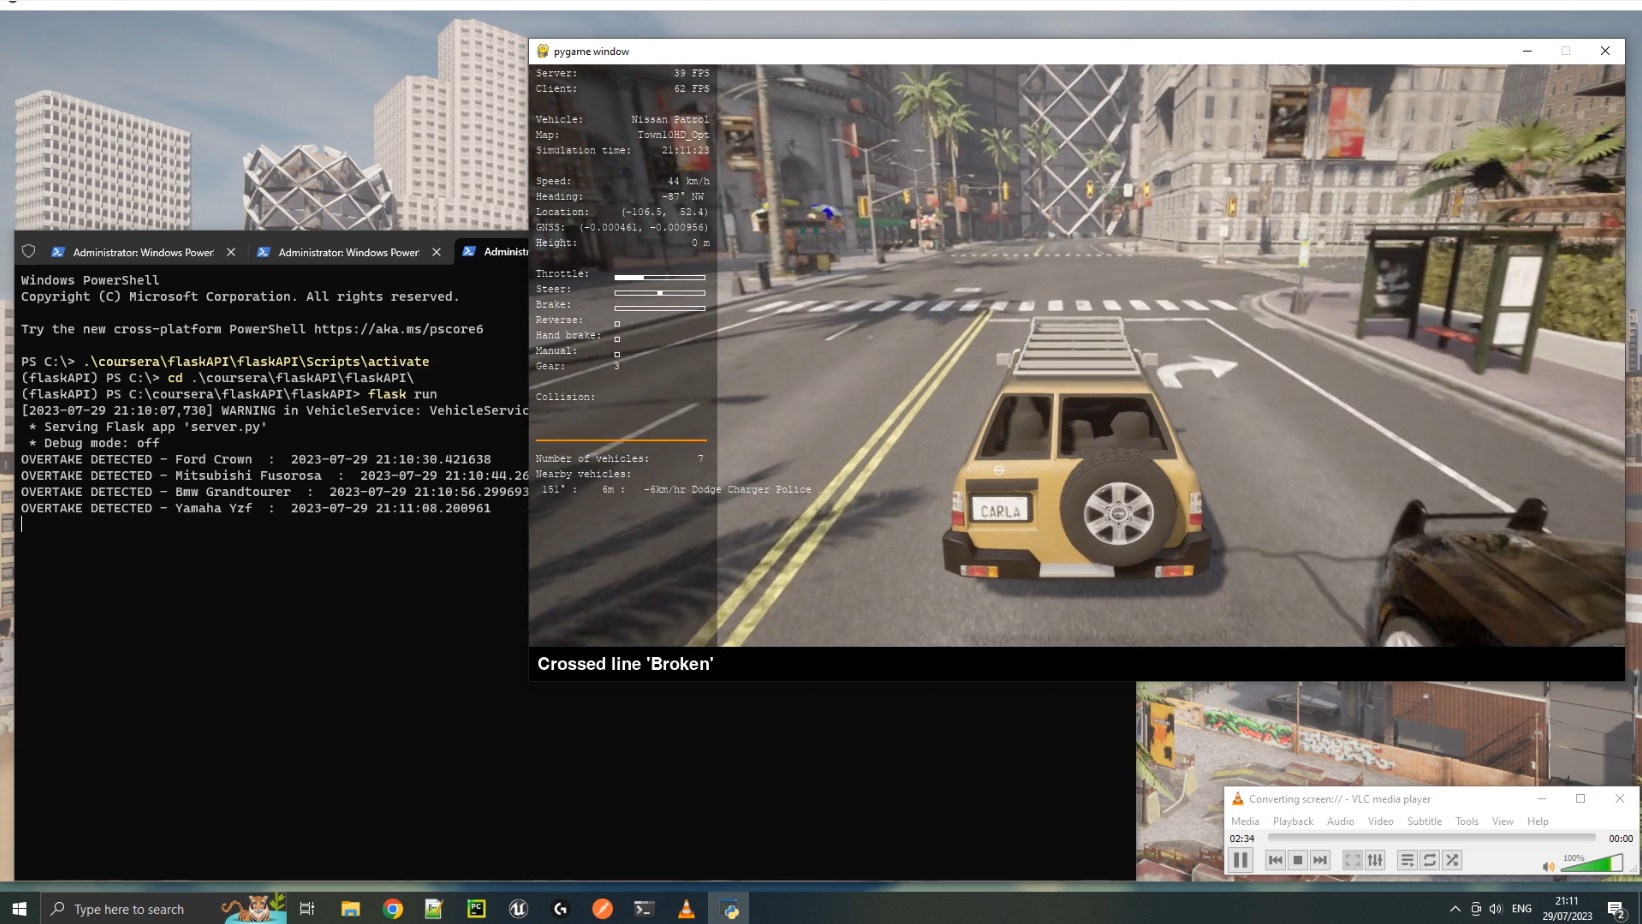 pygame window
Server: 39 FPS
Client: 62 FPS
Vehicle: Nissan Patrol
Map: Town10HD_Opt
Simulation time: 21:11:23
Speed: 44 km/h
Heading: -87° NW
Location: (-106.5, 52.4)
GNSS: (-0.000461, -0.000956)
Height: 0 m
Throttle:
Steer:
Brake:
Reverse:
Hand brake:
Manual:
Gear: 3
Collision:
Number of vehicles: 7
Nearby vehicles:
151° : 6m : -6km/hr Dodge Charger Police
CARLA
Crossed line 'Broken'
Administrator: Windows Power
Administrator: Windows Power
Administr
Windows PowerShell
Copyright (C) Microsoft Corporation. All rights reserved.
Try the new cross-platform PowerShell https://aka.ms/pscore6
PS C:\> .\coursera\flaskAPI\flaskAPI\Scripts\activate
(flaskAPI) PS C:\> cd .\coursera\flaskAPI\flaskAPI\
(flaskAPI) PS C:\coursera\flaskAPI\flaskAPI> flask run
[2023-07-29 21:10:07,730] WARNING in VehicleService: VehicleServic
* Serving Flask app 'server.py'
* Debug mode: off
OVERTAKE DETECTED - Ford Crown : 2023-07-29 21:10:30.421638
OVERTAKE DETECTED - Mitsubishi Fusorosa : 2023-07-29 21:10:44.26
OVERTAKE DETECTED - Bmw Grandtourer : 2023-07-29 21:10:56.299693
OVERTAKE DETECTED - Yamaha Yzf : 2023-07-29 21:11:08.200961
Converting screen:// - VLC media player
Media Playback Audio Video Subtitle Tools View Help
02:34 00:00
100%
Type here to search
PC
ENG
21:11
29/07/2023
2